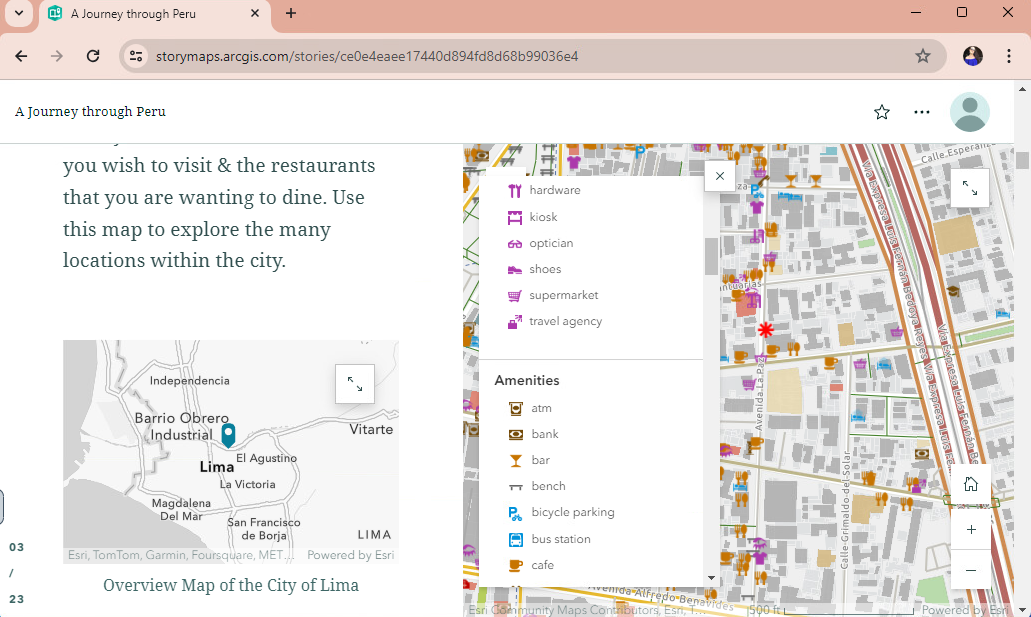 A Journey through Peru
storymaps.arcgis.com/stories/ce0e4eaee17440d894fd8d68b99036e4
A Journey through Peru
you wish to visit & the restaurants
that you are wanting to dine. Use
this map to explore the many
locations within the city.
Independencia
Barrio Obrero
Industrial
Vitarte
El Agustino
Lima
La Victoria
Magdalena
Del Mar
San Francisco
de Borja
LIMA
Esri, TomTom, Garmin, Foursquare, MET...
Powered by Esri
Overview Map of the City of Lima
03
/
23
hardware
kiosk
optician
shoes
supermarket
travel agency
Amenities
atm
bank
bar
bench
bicycle parking
bus station
cafe
Calle Esperanza
Vía Expresa Luis Fernán Bedoya Reyes
Vía Expresa Luis Fernán Be
Avenida La Paz
Calle Grimaldo del Solar
Avenida Alfredo Benavides
Esri Community Maps Contributors, Esri, T...
500 ft
Powered by Esri